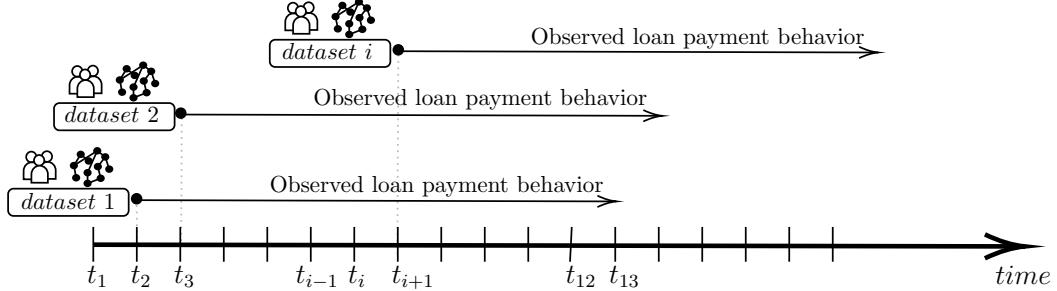 Observed loan payment behavior
dataset i
Observed loan payment behavior
dataset 2
Observed loan payment behavior
dataset 1
t₁ t₂ t₃ tᵢ₋₁ tᵢ tᵢ₊₁ t₁₂ t₁₃ time